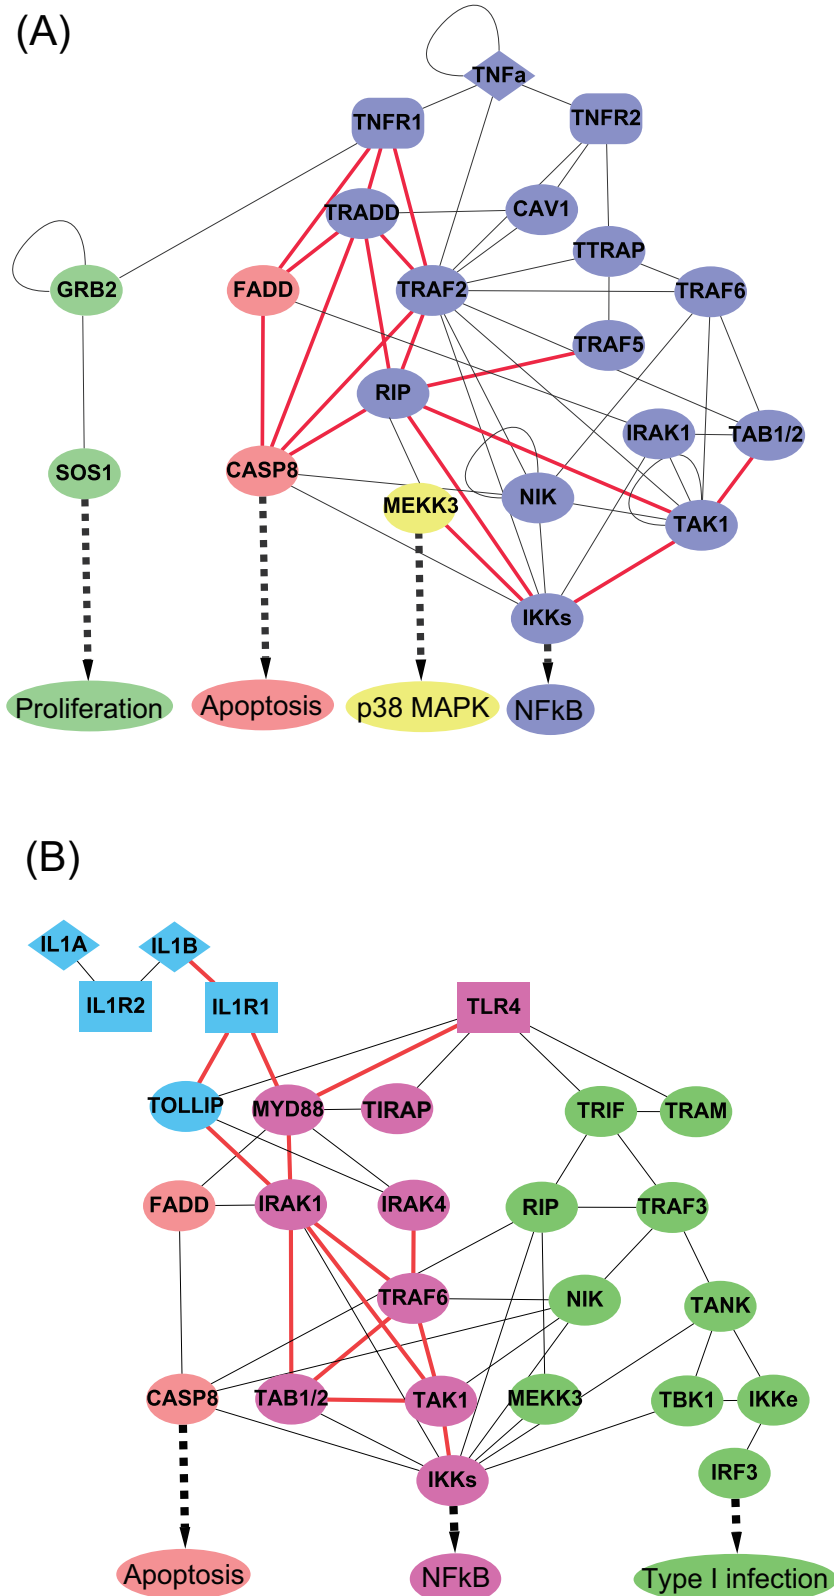 (A)
TNFa
TNFR1 TNFR2
TRADD CAV1
TTRAP
GRB2 FADD TRAF2 TRAF6
TRAF5
RIP
IRAK1 TAB1/2
SOS1 CASP8
MEKK3 NIK
TAK1
IKKs
Proliferation Apoptosis p38 MAPK NFkB
(B)
IL1A IL1B
IL1R2 IL1R1 TLR4
TOLLIP MYD88 TIRAP TRIF TRAM
FADD IRAK1 IRAK4 RIP TRAF3
TRAF6 NIK TANK
CASP8 TAB1/2 TAK1 MEKK3 TBK1 IKKe
IKKs IRF3
Apoptosis NFkB Type I infection